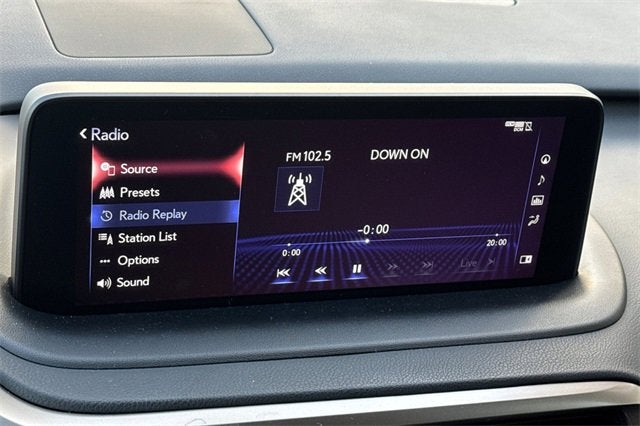 Radio
DCM
Source
FM 102.5 DOWN ON
Presets
Radio Replay
-0:00
Station List
0:00 20:00
Options
Live
Sound